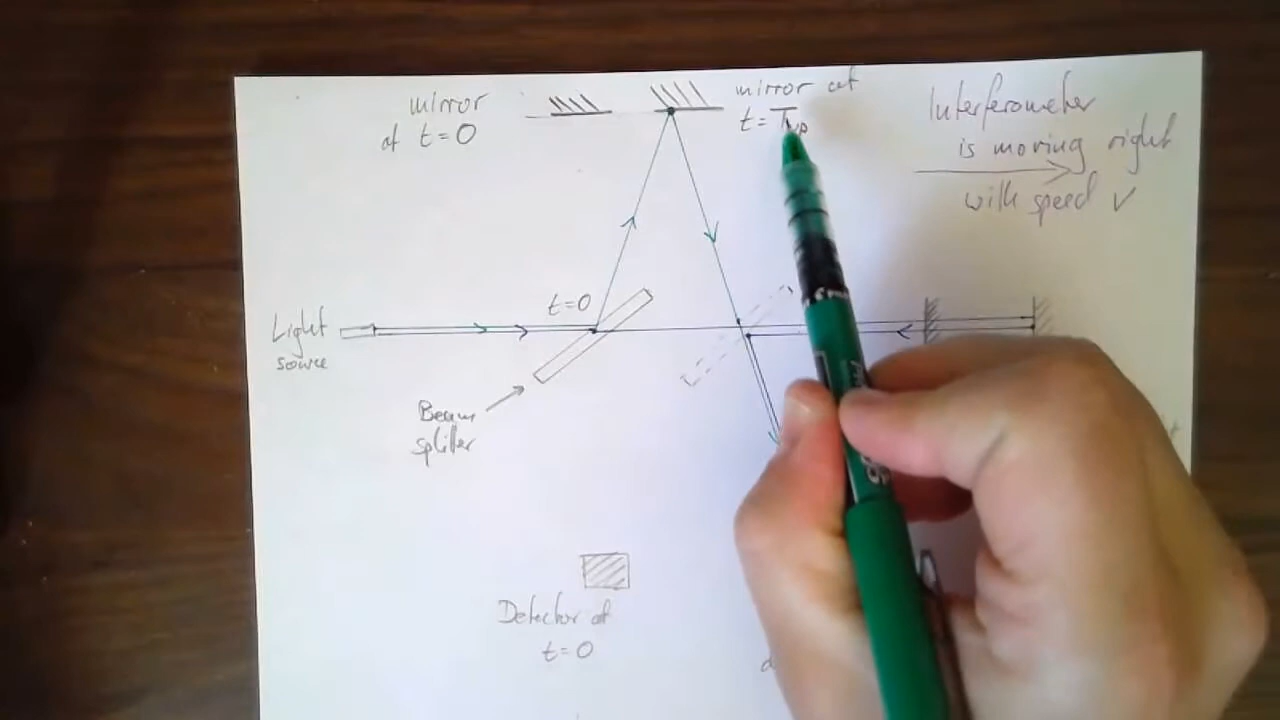 mirror
at t=0
mirror at
t = Tup
Interferometer
is moving right
with speed v
t=0
Light
source
Beam
splitter
Detector at
t=0